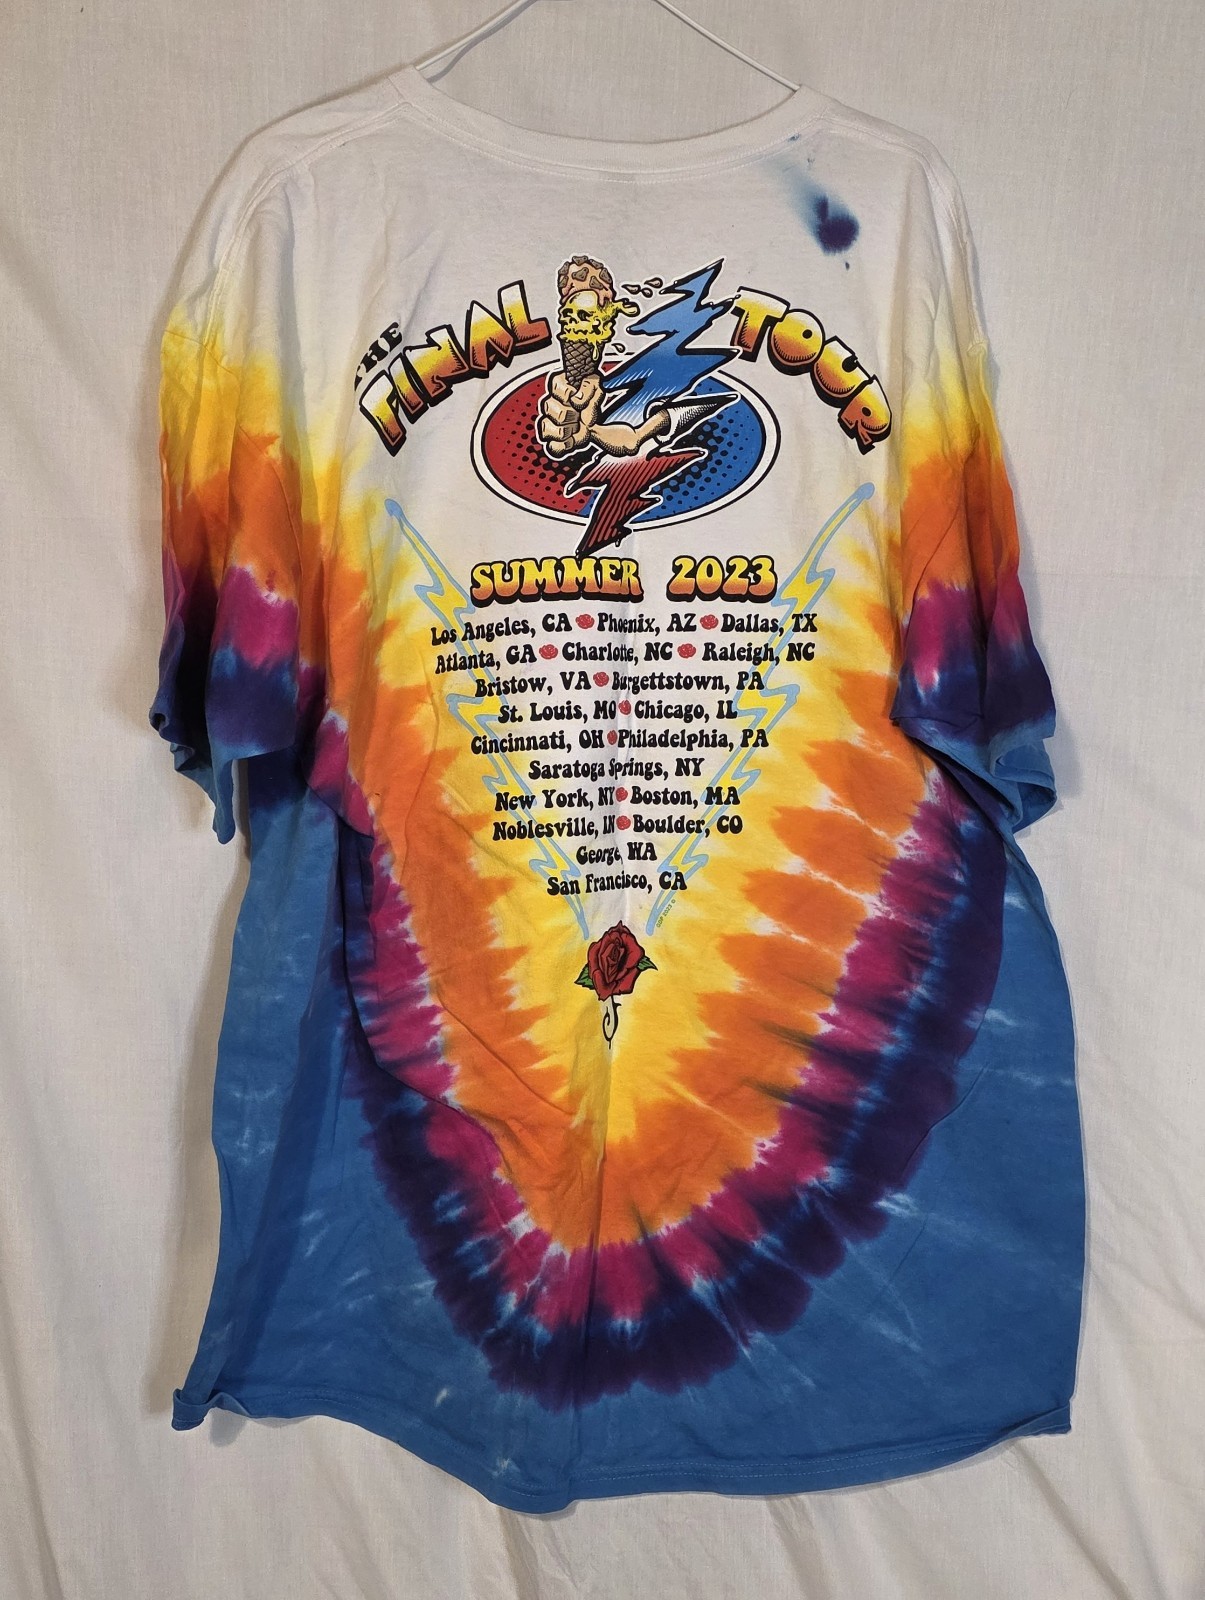 THE FINAL TOUR
SUMMER 2023
Los Angeles, CA Phoenix, AZ Dallas, TX
Atlanta, GA Charlotte, NC Raleigh, NC
Bristow, VA Burgettstown, PA
St. Louis, MO Chicago, IL
Cincinnati, OH Philadelphia, PA
Saratoga Springs, NY
New York, NY Boston, MA
Noblesville, IN Boulder, CO
George, WA
San Francisco, CA